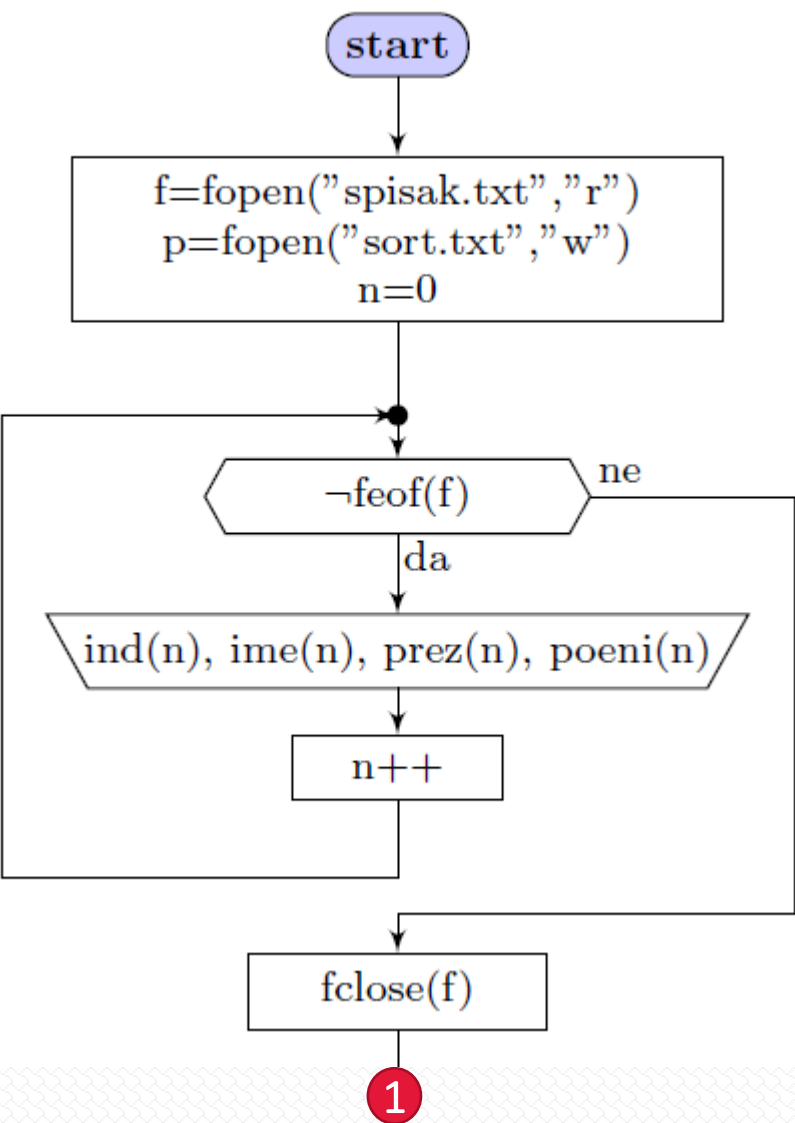 start
f=fopen(”spisak.txt”,”r”)
p=fopen(”sort.txt”,”w”)
n=0
¬feof(f)
ne
da
ind(n), ime(n), prez(n), poeni(n)
n++
fclose(f)
1